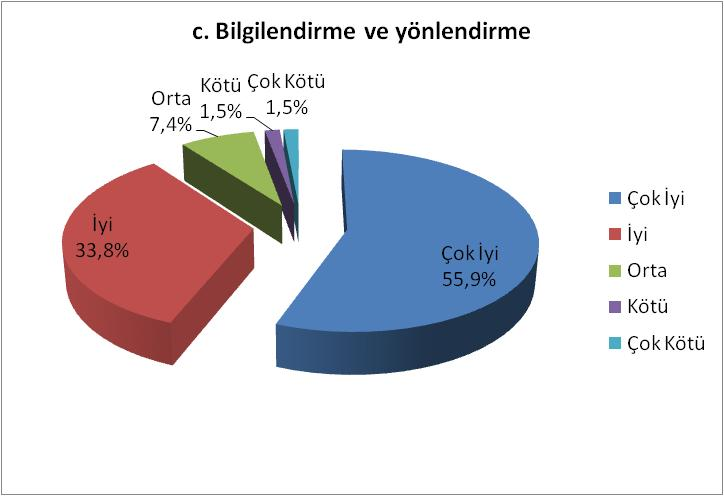 c. Bilgilendirme ve yönlendirme
Kötü
1,5%
Çok Kötü
1,5%
Orta
7,4%
İyi
33,8%
Çok İyi
55,9%
Çok İyi
İyi
Orta
Kötü
Çok Kötü